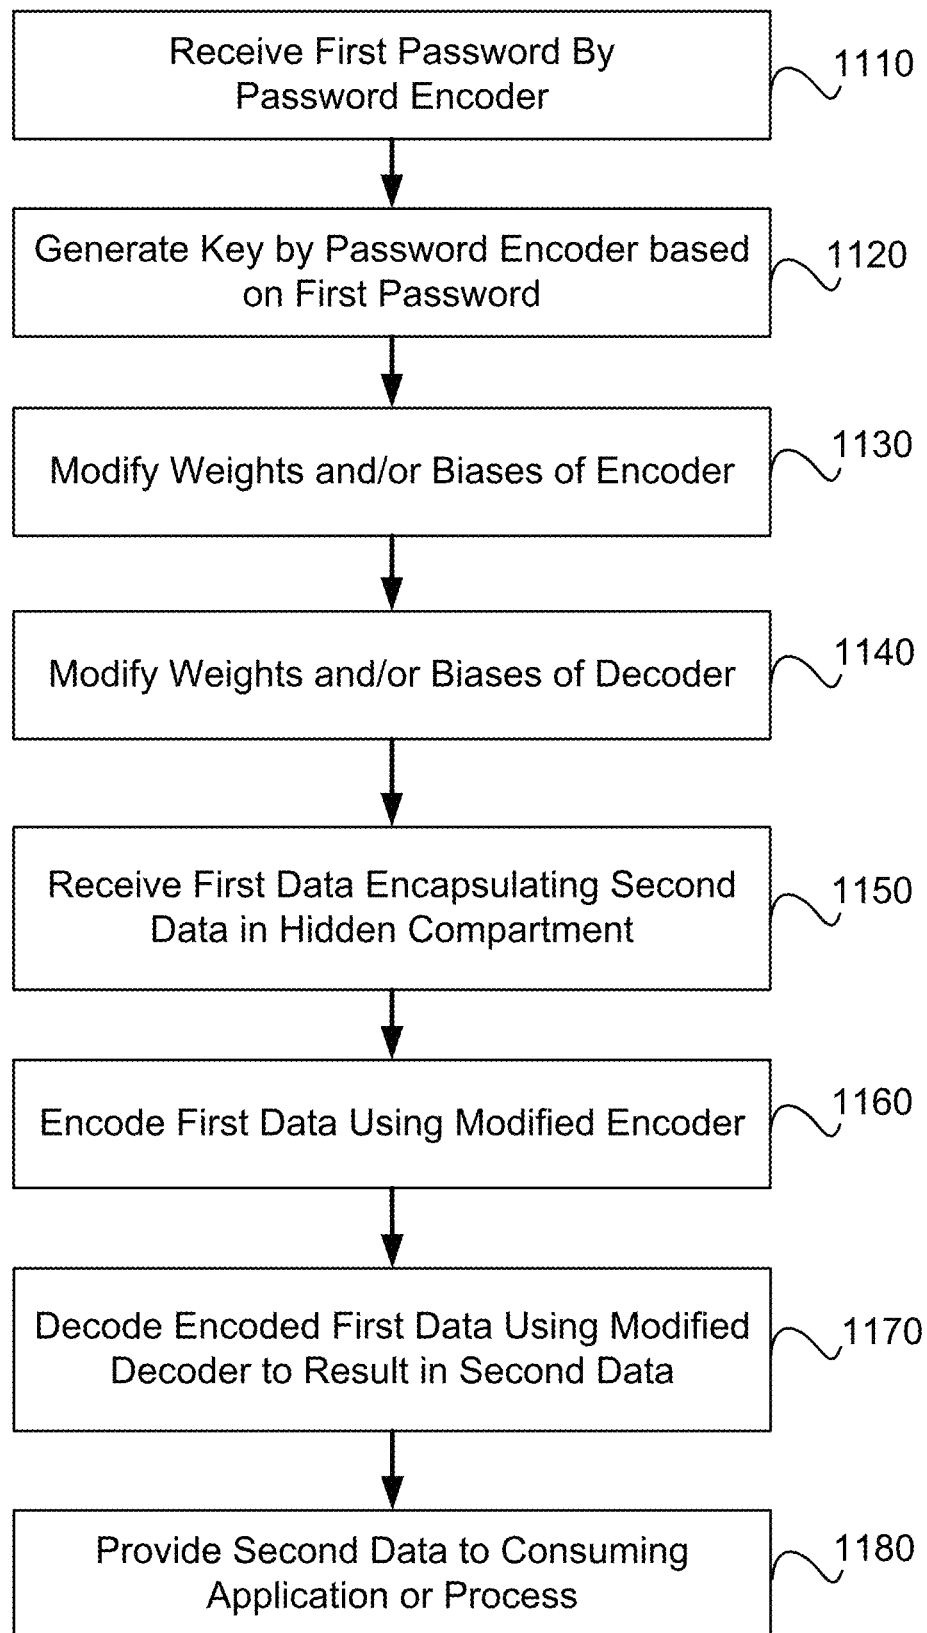 Receive First Password By
Password Encoder
1110
Generate Key by Password Encoder based
on First Password
1120
Modify Weights and/or Biases of Encoder
1130
Modify Weights and/or Biases of Decoder
1140
Receive First Data Encapsulating Second
Data in Hidden Compartment
1150
Encode First Data Using Modified Encoder
1160
Decode Encoded First Data Using Modified
Decoder to Result in Second Data
1170
Provide Second Data to Consuming
Application or Process
1180